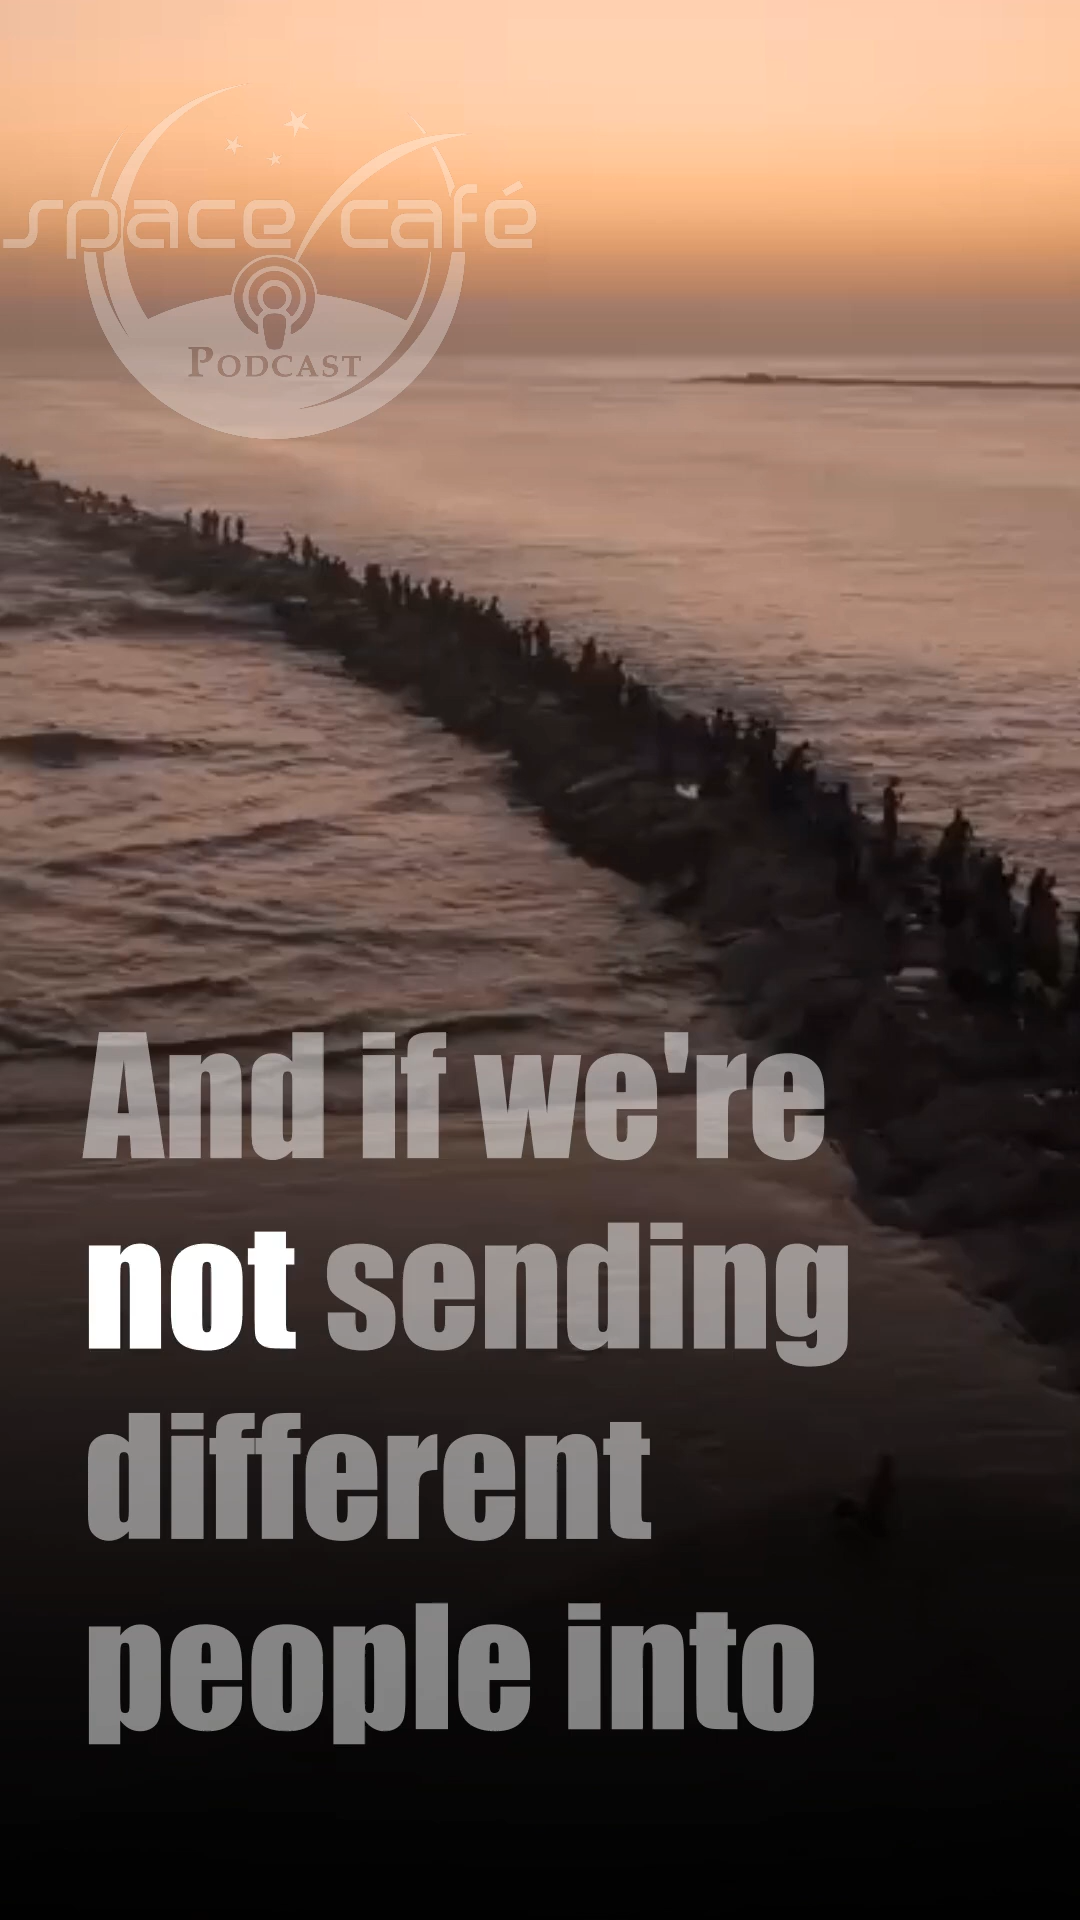 space café
PODCAST
And if we're
not sending
different
people into